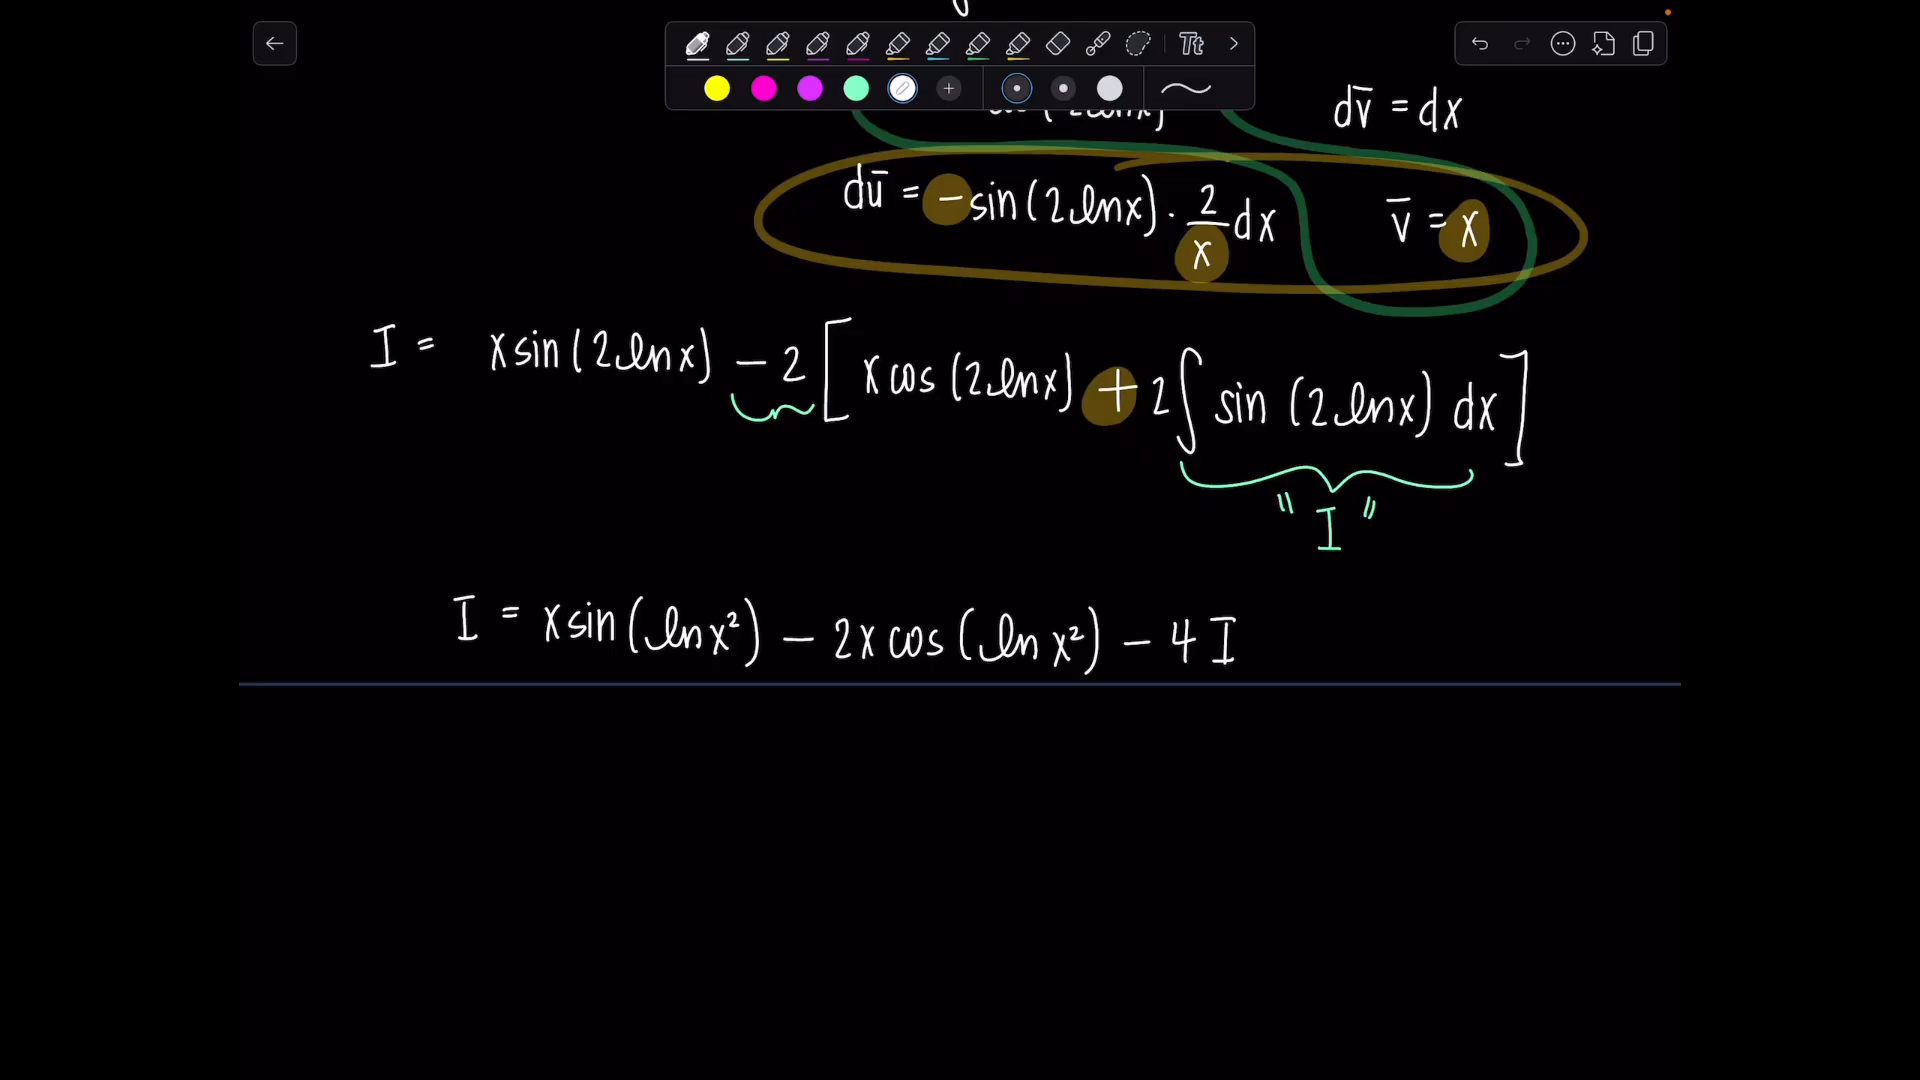 Tt
dv̄ = dx
dū = -sin(2lnx) · 2/x dx v̄ = x
I = xsin(2lnx) - 2[xcos(2lnx) + 2∫sin(2lnx) dx]
"I"
I = xsin(lnx²) - 2xcos(lnx²) - 4I